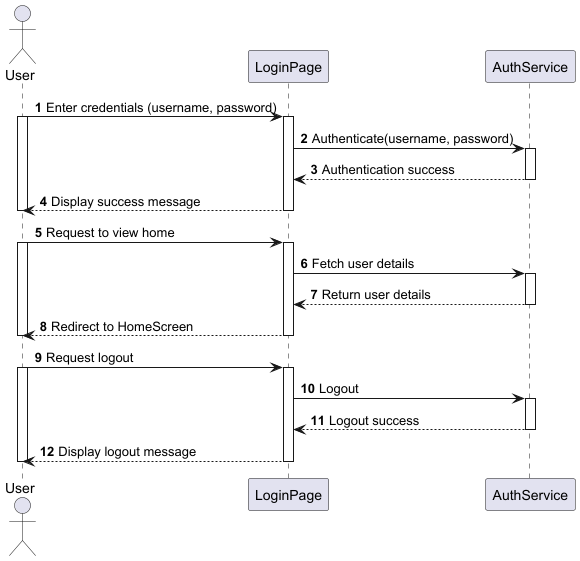 User
LoginPage
AuthService
1 Enter credentials (username, password)
2 Authenticate(username, password)
3 Authentication success
4 Display success message
5 Request to view home
6 Fetch user details
7 Return user details
8 Redirect to HomeScreen
9 Request logout
10 Logout
11 Logout success
12 Display logout message
User
LoginPage
AuthService